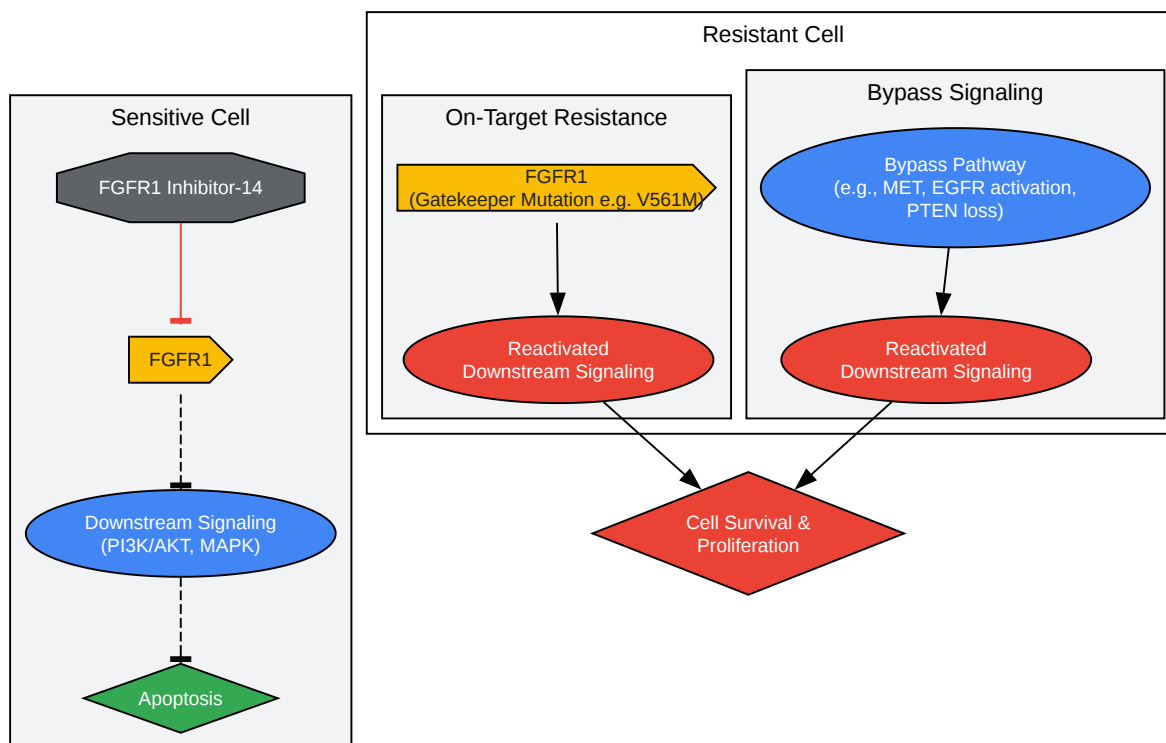 Sensitive Cell
FGFR1 Inhibitor-14
FGFR1
Downstream Signaling
(PI3K/AKT, MAPK)
Apoptosis
Resistant Cell
On-Target Resistance
FGFR1
(Gatekeeper Mutation e.g. V561M)
Reactivated
Downstream Signaling
Bypass Signaling
Bypass Pathway
(e.g., MET, EGFR activation,
PTEN loss)
Reactivated
Downstream Signaling
Cell Survival &
Proliferation